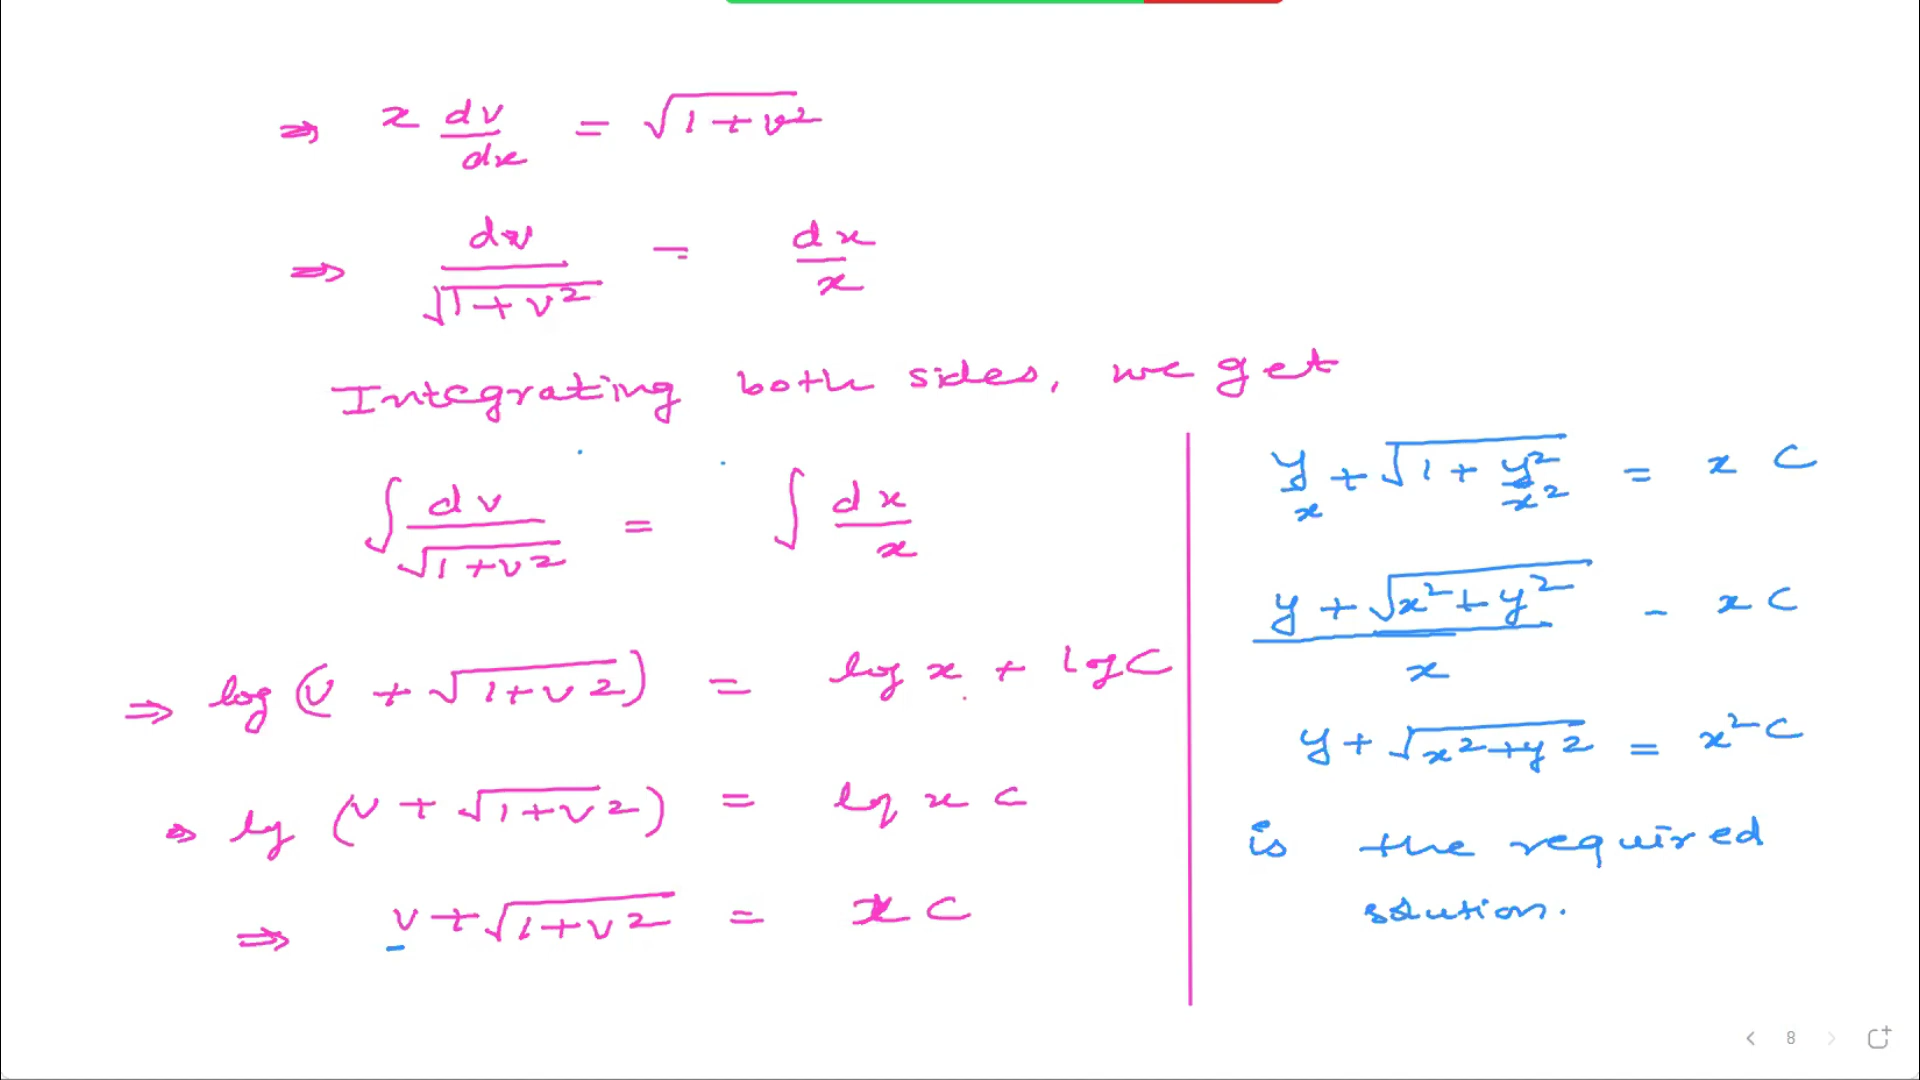 ⇒ x dv/dx = √(1+v²)
⇒ dv/√(1+v²) = dx/x
Integrating both sides, we get
∫ dv/√(1+v²) = ∫ dx/x
⇒ log (v + √(1+v²)) = log x + log C
⇒ log (v + √(1+v²)) = log x c
⇒ v + √(1+v²) = x C
y/x + √(1 + y²/x²) = x C
(y + √(x²+y²))/x = x C
y + √(x²+y²) = x² C
is the required
solution.
8